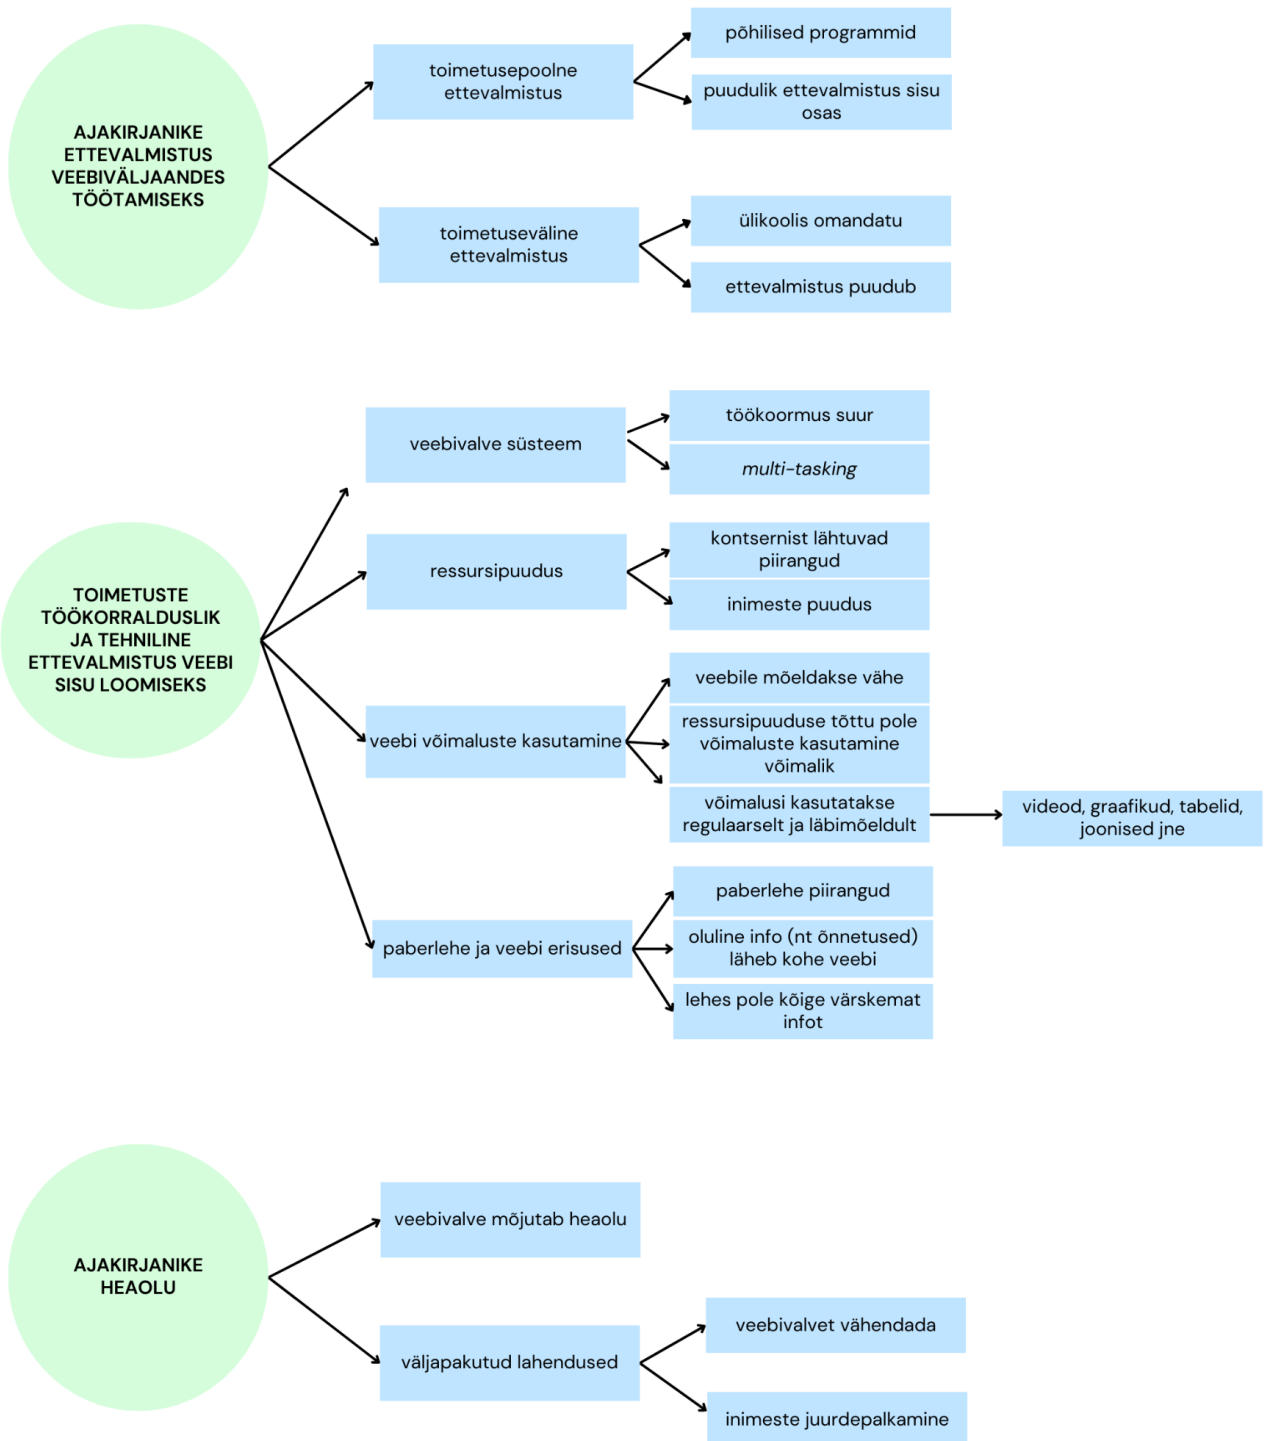 AJAKIRJANIKE
ETTEVALMISTUS
VEEBIVÄLJAANDES
TÖÖTAMISEKS
toimetusepoolne
ettevalmistus
põhilised programmid
puudulik ettevalmistus sisu
osas
toimetuseväline
ettevalmistus
ülikoolis omandatu
ettevalmistus puudub
TOIMETUSTE
TÖÖKORRALDUSLIK
JA TEHNILINE
ETTEVALMISTUS VEEBI
SISU LOOMISEKS
veebivalve süsteem
töökoormus suur
multi-tasking
ressursipuudus
kontsernist lähtuvad
piirangud
inimeste puudus
veebi võimaluste kasutamine
veebile mõeldakse vähe
ressursipuuduse tõttu pole
võimaluste kasutamine
võimalik
võimalusi kasutatakse
regulaarselt ja läbimõeldult
videod, graafikud, tabelid,
joonised jne
paberlehe ja veebi erisused
paberlehe piirangud
oluline info (nt õnnetused)
läheb kohe veebi
lehes pole kõige värskemat
infot
AJAKIRJANIKE
HEAOLU
veebivalve mõjutab heaolu
väljapakutud lahendused
veebivalvet vähendada
inimeste juurdepalkamine